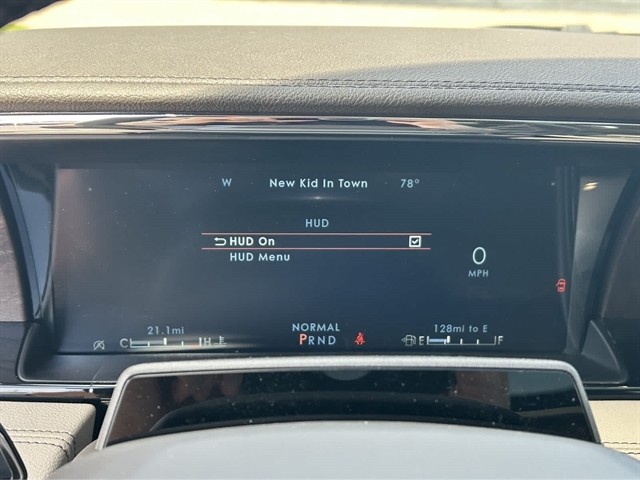 W New Kid In Town 78°
HUD
HUD On
HUD Menu
0
MPH
21.1mi NORMAL 128mi to E
C H PRND E F